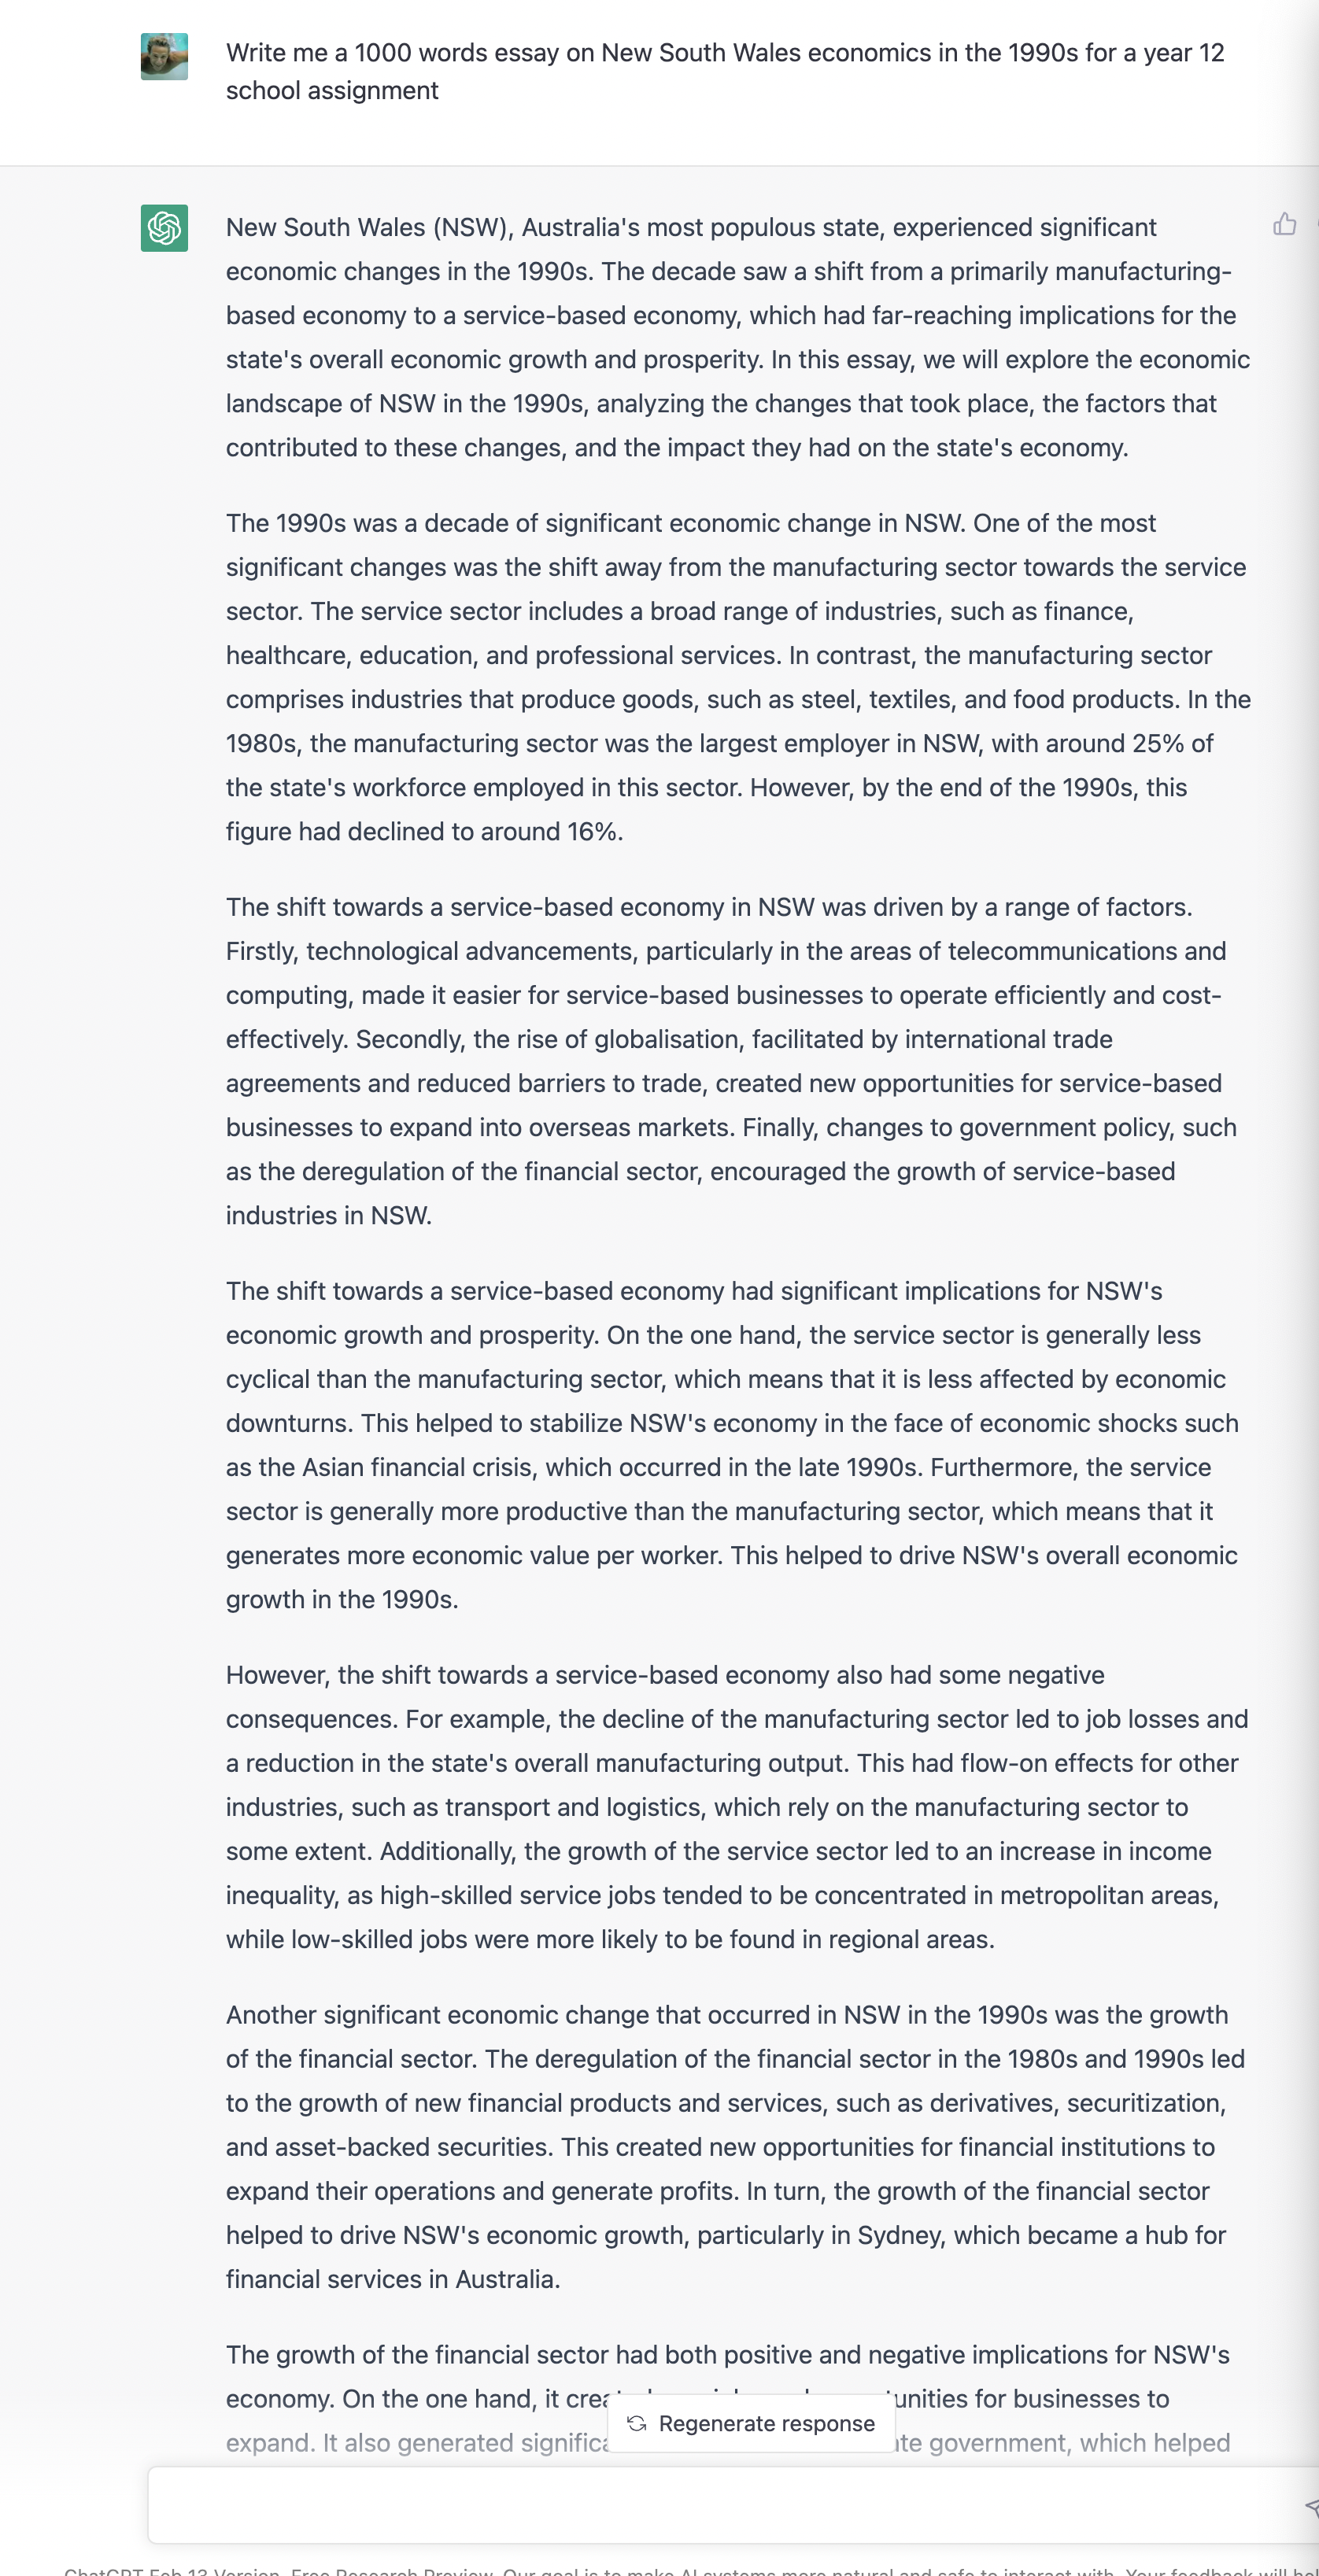 Write me a 1000 words essay on New South Wales economics in the 1990s for a year 12
school assignment
New South Wales (NSW), Australia's most populous state, experienced significant
economic changes in the 1990s. The decade saw a shift from a primarily manufacturing-
based economy to a service-based economy, which had far-reaching implications for the
state's overall economic growth and prosperity. In this essay, we will explore the economic
landscape of NSW in the 1990s, analyzing the changes that took place, the factors that
contributed to these changes, and the impact they had on the state's economy.
The 1990s was a decade of significant economic change in NSW. One of the most
significant changes was the shift away from the manufacturing sector towards the service
sector. The service sector includes a broad range of industries, such as finance,
healthcare, education, and professional services. In contrast, the manufacturing sector
comprises industries that produce goods, such as steel, textiles, and food products. In the
1980s, the manufacturing sector was the largest employer in NSW, with around 25% of
the state's workforce employed in this sector. However, by the end of the 1990s, this
figure had declined to around 16%.
The shift towards a service-based economy in NSW was driven by a range of factors.
Firstly, technological advancements, particularly in the areas of telecommunications and
computing, made it easier for service-based businesses to operate efficiently and cost-
effectively. Secondly, the rise of globalisation, facilitated by international trade
agreements and reduced barriers to trade, created new opportunities for service-based
businesses to expand into overseas markets. Finally, changes to government policy, such
as the deregulation of the financial sector, encouraged the growth of service-based
industries in NSW.
The shift towards a service-based economy had significant implications for NSW's
economic growth and prosperity. On the one hand, the service sector is generally less
cyclical than the manufacturing sector, which means that it is less affected by economic
downturns. This helped to stabilize NSW's economy in the face of economic shocks such
as the Asian financial crisis, which occurred in the late 1990s. Furthermore, the service
sector is generally more productive than the manufacturing sector, which means that it
generates more economic value per worker. This helped to drive NSW's overall economic
growth in the 1990s.
However, the shift towards a service-based economy also had some negative
consequences. For example, the decline of the manufacturing sector led to job losses and
a reduction in the state's overall manufacturing output. This had flow-on effects for other
industries, such as transport and logistics, which rely on the manufacturing sector to
some extent. Additionally, the growth of the service sector led to an increase in income
inequality, as high-skilled service jobs tended to be concentrated in metropolitan areas,
while low-skilled jobs were more likely to be found in regional areas.
Another significant economic change that occurred in NSW in the 1990s was the growth
of the financial sector. The deregulation of the financial sector in the 1980s and 1990s led
to the growth of new financial products and services, such as derivatives, securitization,
and asset-backed securities. This created new opportunities for financial institutions to
expand their operations and generate profits. In turn, the growth of the financial sector
helped to drive NSW's economic growth, particularly in Sydney, which became a hub for
financial services in Australia.
The growth of the financial sector had both positive and negative implications for NSW's
economy. On the one hand, it for businesses to
Regenerate response
expand. It also generated government, which helped
ChatGPT Feb 13 Version. Free Research Preview. Our goal is to make AI systems more natural and safe to interact with. Your feedback will